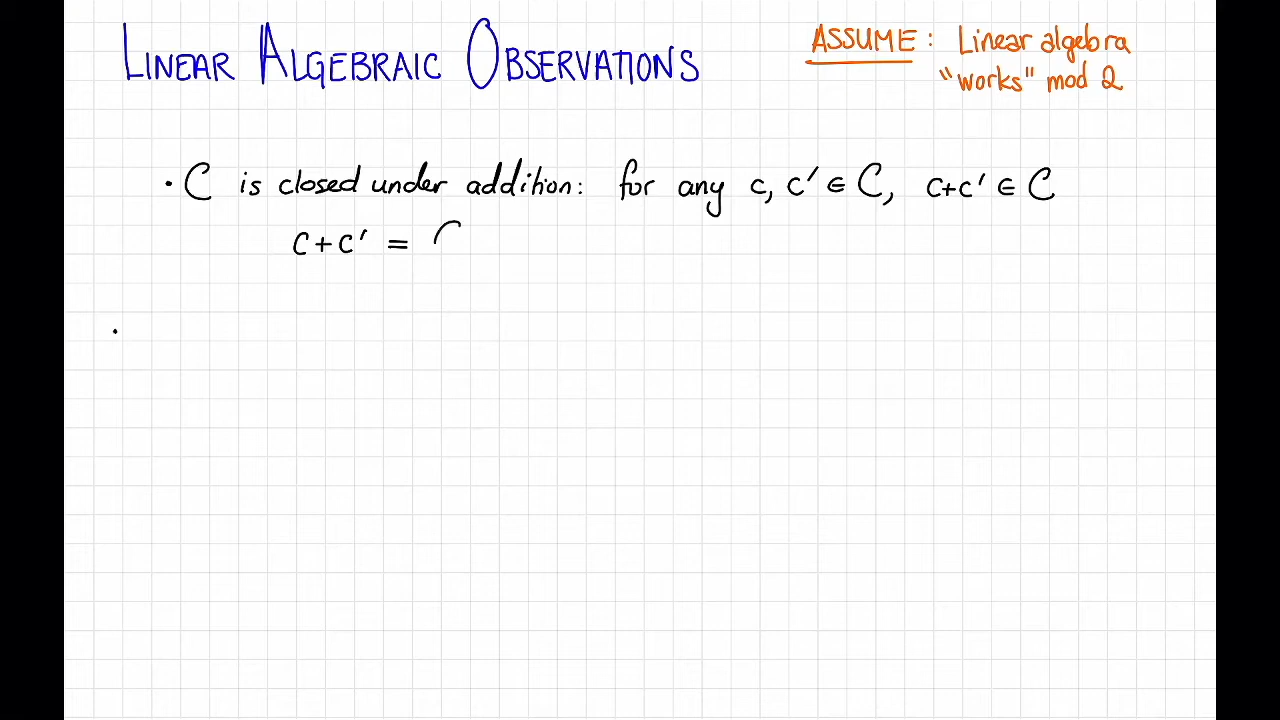 LINEAR ALGEBRAIC OBSERVATIONS
ASSUME: Linear algebra
"works" mod 2
· C is closed under addition: for any c, c' ∈ C, c+c' ∈ C
c+c' =
·